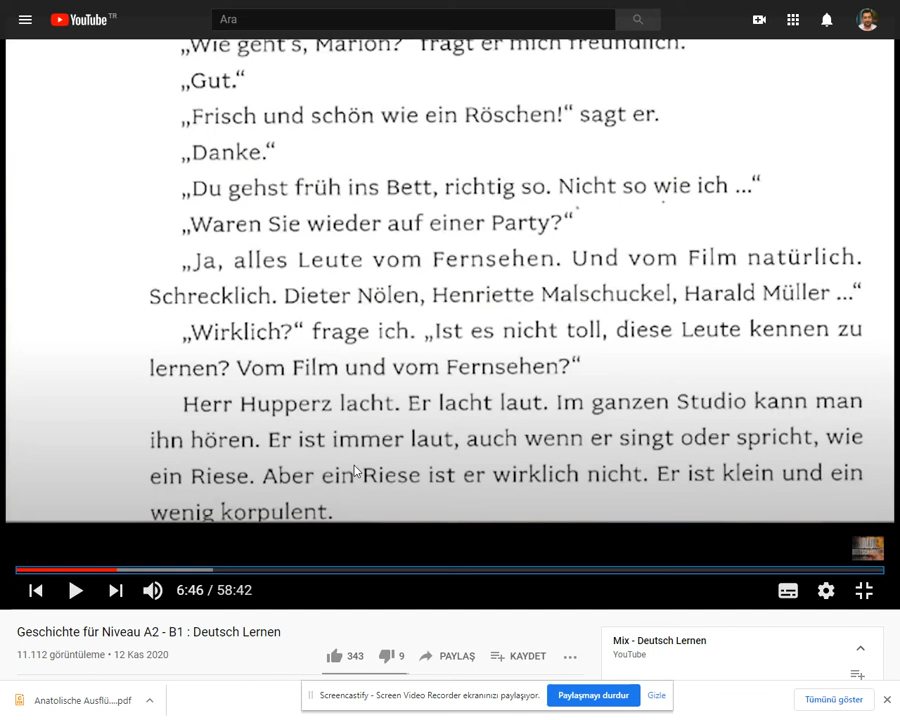 YouTube TR
Ara
„Wie geht's, Marion?" fragt er mich freundlich.
„Gut."
„Frisch und schön wie ein Röschen!" sagt er.
„Danke."
„Du gehst früh ins Bett, richtig so. Nicht so wie ich ..."
„Waren Sie wieder auf einer Party?"
„Ja, alles Leute vom Fernsehen. Und vom Film natürlich.
Schrecklich. Dieter Nölen, Henriette Malschuckel, Harald Müller ..."
„Wirklich?" frage ich. „Ist es nicht toll, diese Leute kennen zu
lernen? Vom Film und vom Fernsehen?"
Herr Hupperz lacht. Er lacht laut. Im ganzen Studio kann man
ihn hören. Er ist immer laut, auch wenn er singt oder spricht, wie
ein Riese. Aber ein Riese ist er wirklich nicht. Er ist klein und ein
wenig korpulent.
6:46 / 58:42
Geschichte für Niveau A2 - B1 : Deutsch Lernen
11.112 görüntüleme • 12 Kas 2020
343
9
PAYLAŞ
KAYDET
Mix - Deutsch Lernen
YouTube
Anatolische Ausflü....pdf
Screencastify - Screen Video Recorder ekranınızı paylaşıyor.
Paylaşmayı durdur
Gizle
Tümünü göster